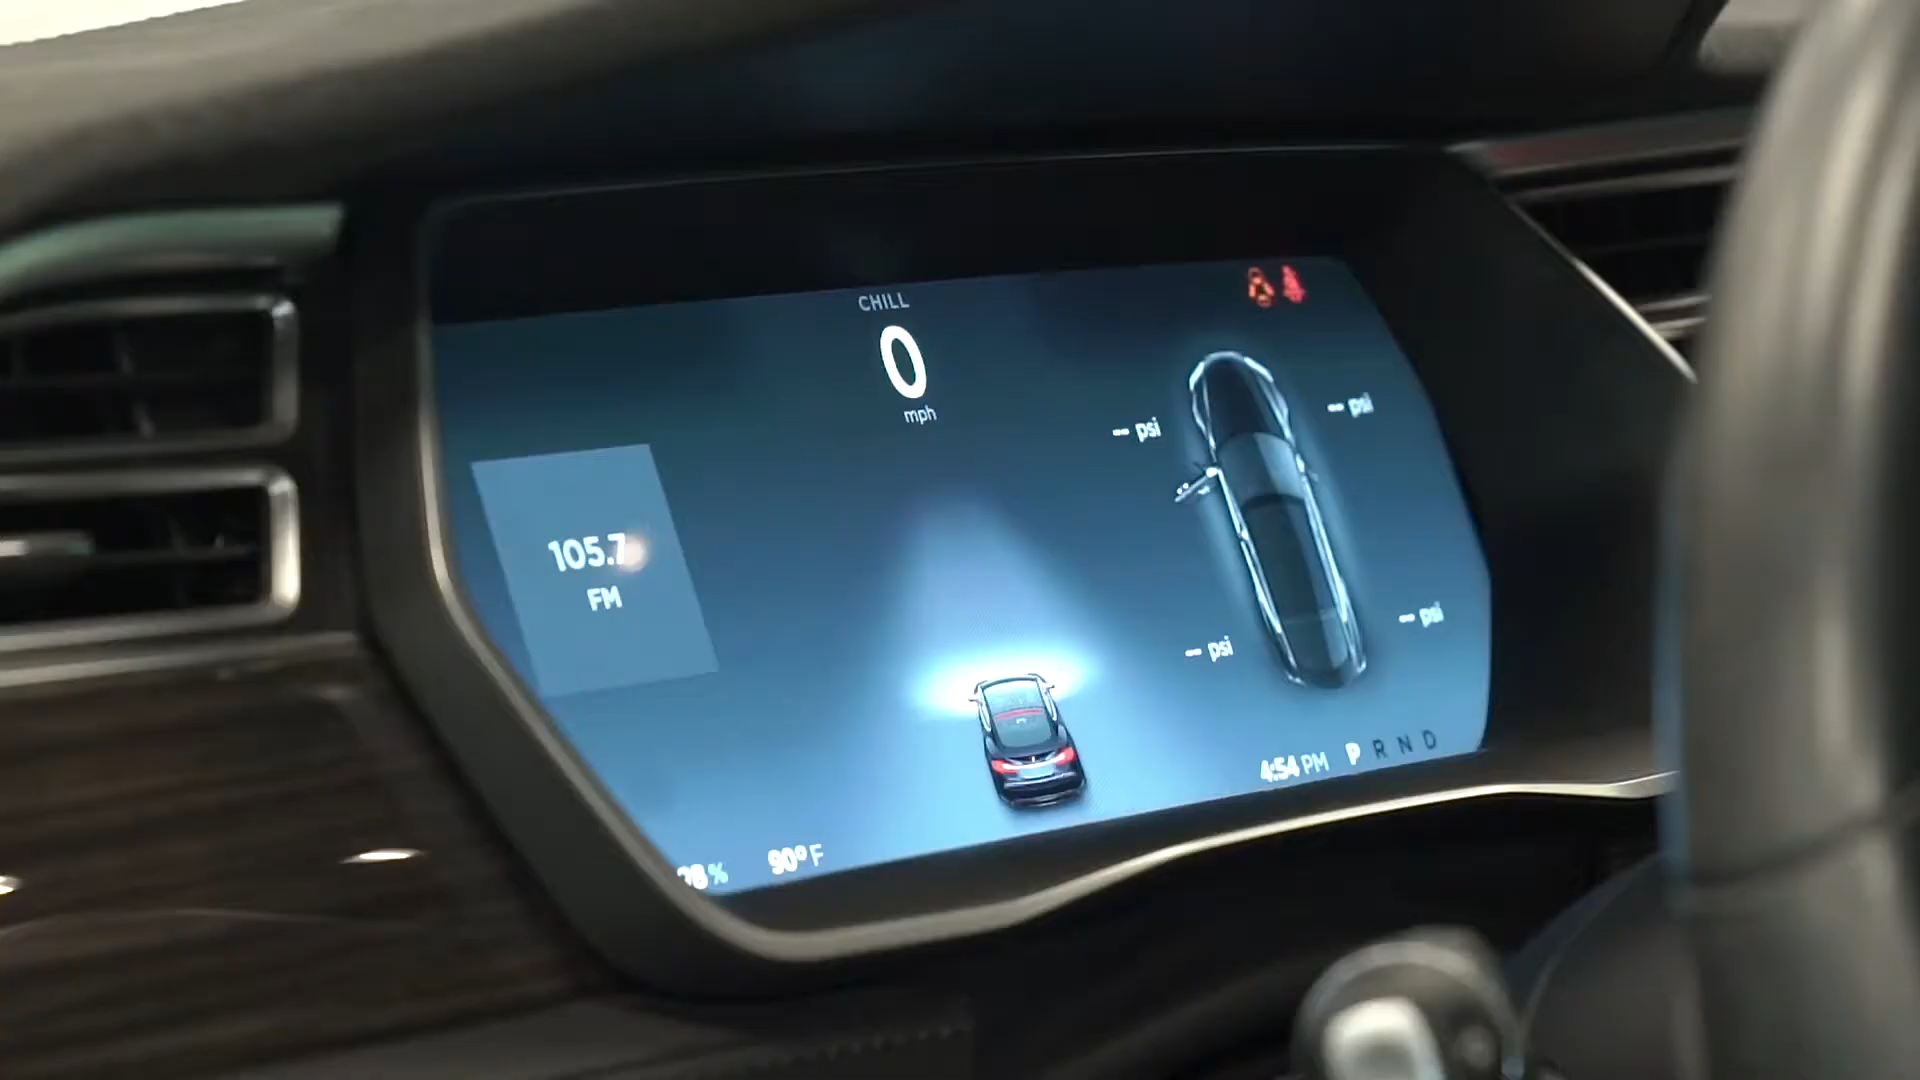 CHILL
0
mph
-- psi
-- psi
105.7
FM
-- psi
-- psi
4:54 PM P R N D
90°F